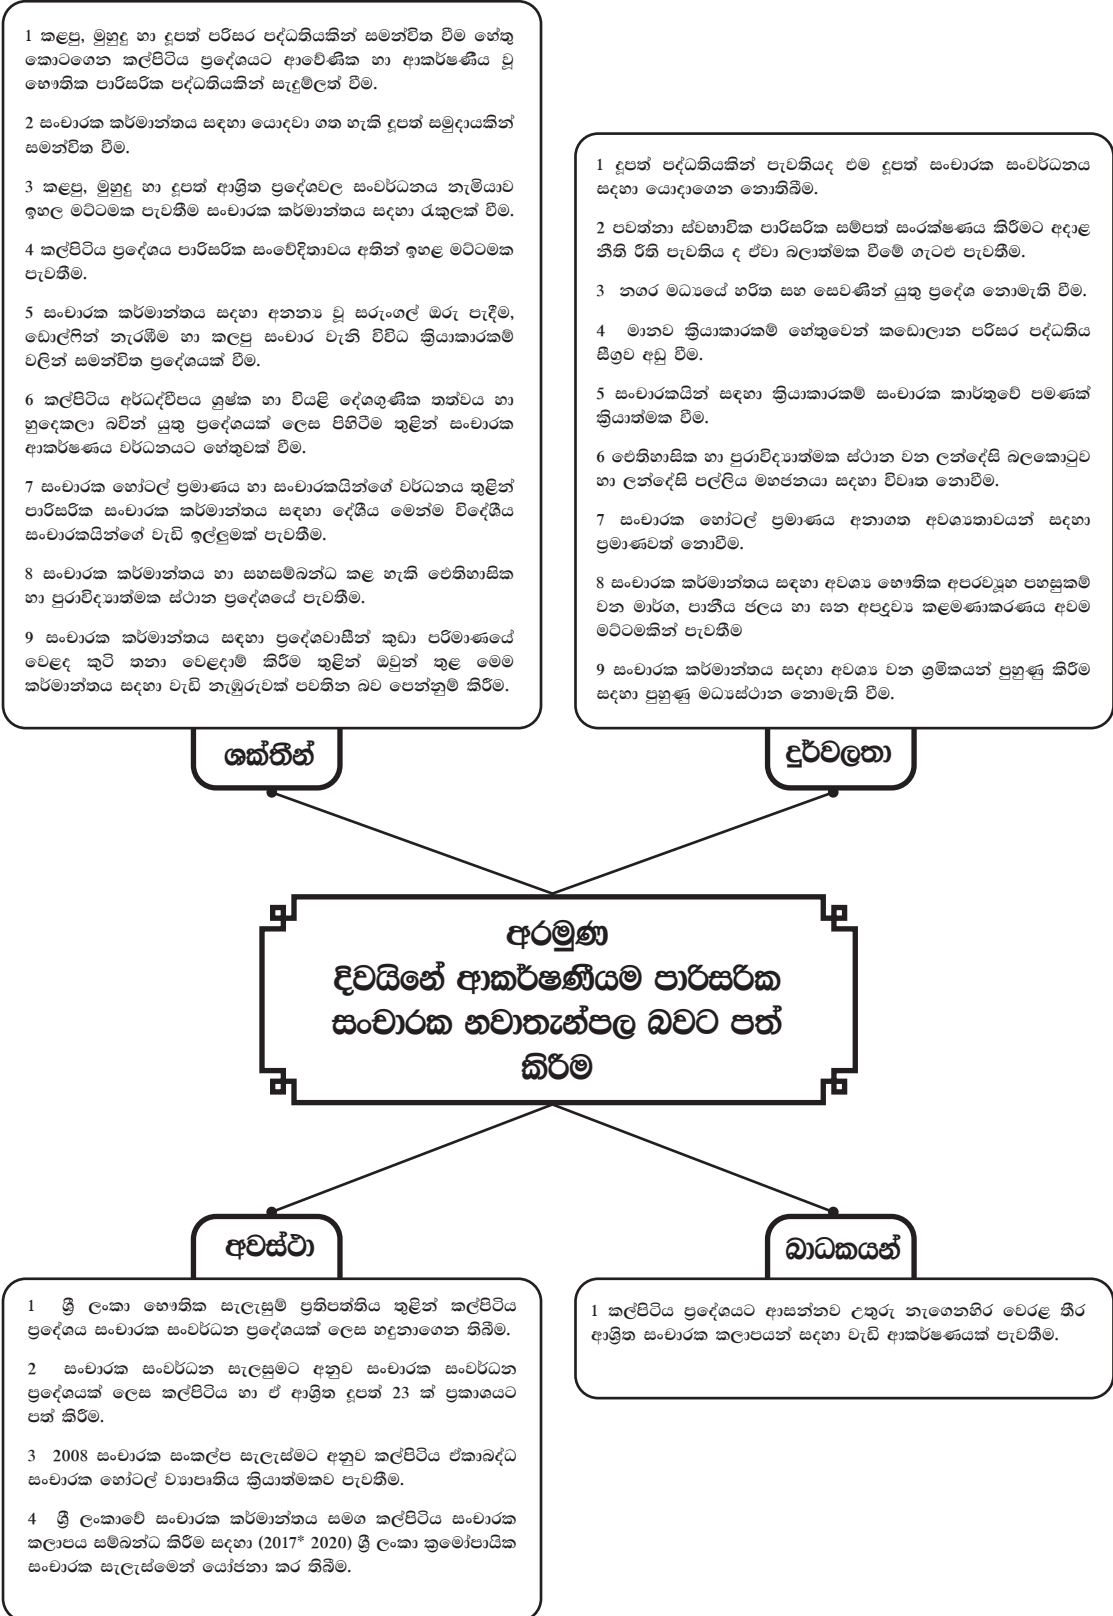 1 කළපු, මුහුදු හා දූපත් පරිසර පද්ධතියකින් සමන්විත වීම හේතු
කොටගෙන කල්පිටිය ප්‍රදේශයට ආවේණික හා ආකර්ෂණීය වූ
භෞතික පාරිසරික පද්ධතියකින් සැදුම්ලත් වීම.
2 සංචාරක කර්මාන්තය සඳහා යොදවා ගත හැකි දූපත් සමුදායකින්
සමන්විත වීම.
3 කළපු, මුහුදු හා දූපත් ආශ්‍රිත ප්‍රදේශවල සංවර්ධනය නැමියාව
ඉහල මට්ටමක පැවතීම සංචාරක කර්මාන්තය සදහා රැකුලක් වීම.
4 කල්පිටිය ප්‍රදේශය පාරිසරික සංවේදිතාවය අතින් ඉහළ මට්ටමක
පැවතීම.
5 සංචාරක කර්මාන්තය සදහා අනන්‍ය වූ සරුංගල් ඔරු පැදීම,
ඩොල්ෆින් නැරඹීම හා කලපු සංචාර වැනි විවිධ ක්‍රියාකාරකම්
වලින් සමන්විත ප්‍රදේශයක් වීම.
6 කල්පිටිය අර්ධද්වීපය ශුෂ්ක හා වියළි දේශගුණික තත්වය හා
හුදෙකලා බවින් යුතු ප්‍රදේශයක් ලෙස පිහිටීම තුළින් සංචාරක
ආකර්ෂණය වර්ධනයට හේතුවක් වීම.
7 සංචාරක හෝටල් ප්‍රමාණය හා සංචාරකයින්ගේ වර්ධනය තුළින්
පාරිසරික සංචාරක කර්මාන්තය සඳහා දේශීය මෙන්ම විදේශීය
සංචාරකයින්ගේ වැඩි ඉල්ලුමක් පැවතීම.
8 සංචාරක කර්මාන්තය හා සහසම්බන්ධ කළ හැකි ඓතිහාසික
හා පුරාවිද්‍යාත්මක ස්ථාන ප්‍රදේශයේ පැවතීම.
9 සංචාරක කර්මාන්තය සඳහා ප්‍රදේශවාසීන් කුඩා පරිමාණයේ
වෙළද කුටි තනා වෙළදාම් කිරීම තුළින් ඔවුන් තුළ මෙම
කර්මාන්තය සදහා වැඩි නැඹුරුවක් පවතින බව පෙන්නුම් කිරීම.
ශක්තීන්
1 දූපත් පද්ධතියකින් පැවතියද එම දූපත් සංචාරක සංවර්ධනය
සදහා යොදාගෙන නොතිබීම.
2 පවත්නා ස්වභාවික පාරිසරික සම්පත් සංරක්ෂණය කිරීමට අදාළ
නීති රීති පැවතිය ද ඒවා බලාත්මක වීමේ ගැටළු පැවතීම.
3 නගර මධ්‍යයේ හරිත සහ සෙවණින් යුතු ප්‍රදේශ නොමැති වීම.
4 මානව ක්‍රියාකාරකම් හේතුවෙන් කඩොලාන පරිසර පද්ධතිය
සීග්‍රව අඩු වීම.
5 සංචාරකයින් සඳහා ක්‍රියාකාරකම් සංචාරක කාර්තුවේ පමණක්
ක්‍රියාත්මක වීම.
6 ඓතිහාසික හා පුරාවිද්‍යාත්මක ස්ථාන වන ලන්දේසි බලකොටුව
හා ලන්දේසි පල්ලිය මහජනයා සදහා විවෘත නොවීම.
7 සංචාරක හෝටල් ප්‍රමාණය අනාගත අවශ්‍යතාවයන් සදහා
ප්‍රමාණවත් නොවීම.
8 සංචාරක කර්මාන්තය සඳහා අවශ්‍ය භෞතික අපරව්‍යුහ පහසුකම්
වන මාර්ග, පානීය ජලය හා ඝන අපද්‍රව්‍ය කළමණාකරණය අවම
මට්ටමකින් පැවතීම
9 සංචාරක කර්මාන්තය සදහා අවශ්‍ය වන ශ්‍රමිකයන් පුහුණු කිරීම
සදහා පුහුණු මධ්‍යස්ථාන නොමැති වීම.
දුර්වලතා
අරමුණ
දිවයිනේ ආකර්ෂණීයම පාරිසරික
සංචාරක නවාතැන්පල බවට පත්
කිරීම
අවස්ථා
1 ශ්‍රී ලංකා භෞතික සැලැසුම් ප්‍රතිපත්තිය තුළින් කල්පිටිය
ප්‍රදේශය සංචාරක සංවර්ධන ප්‍රදේශයක් ලෙස හදුනාගෙන තිබීම.
2 සංචාරක සංවර්ධන සැලසුමට අනුව සංචාරක සංවර්ධන
ප්‍රදේශයක් ලෙස කල්පිටිය හා ඒ ආශ්‍රිත දූපත් 23 ක් ප්‍රකාශයට
පත් කිරීම.
3 2008 සංචාරක සංකල්ප සැලැස්මට අනුව කල්පිටිය ඒකාබද්ධ
සංචාරක හෝටල් ව්‍යාපෘතිය ක්‍රියාත්මකව පැවතීම.
4 ශ්‍රී ලංකාවේ සංචාරක කර්මාන්තය සමග කල්පිටිය සංචාරක
කලාපය සම්බන්ධ කිරීම සදහා (2017* 2020) ශ්‍රී ලංකා ක්‍රමෝපායික
සංචාරක සැලැස්මෙන් යෝජනා කර තිබීම.
බාධකයන්
1 කල්පිටිය ප්‍රදේශයට ආසන්නව උතුරු නැගෙනහිර වෙරළ තීර
ආශ්‍රිත සංචාරක කලාපයන් සදහා වැඩි ආකර්ෂණයක් පැවතීම.